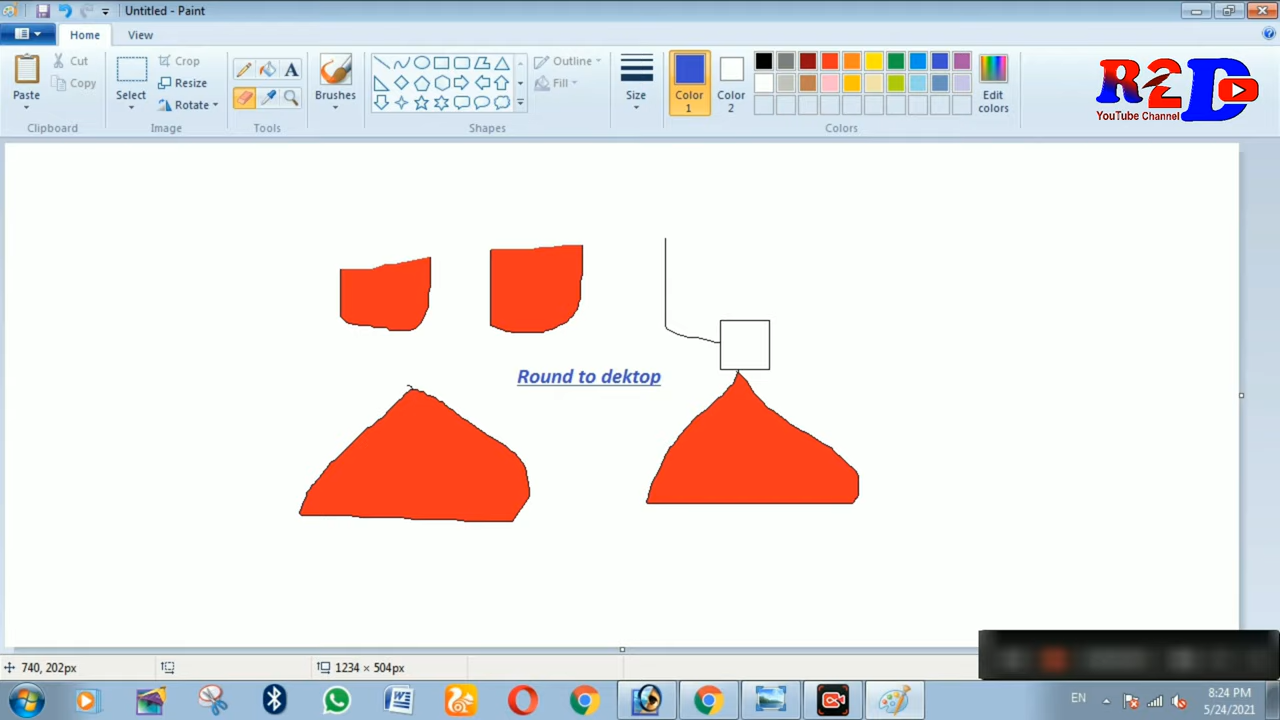 Untitled - Paint
Home
View
Paste
Cut
Copy
Clipboard
Select
Crop
Resize
Rotate
Image
A
Tools
Brushes
Outline
Fill
Shapes
Size
Color 1
Color 2
Edit colors
Colors
R2D
YouTube Channel
Round to dektop
740, 202px
1234 × 504px
EN
8:24 PM
5/24/2021